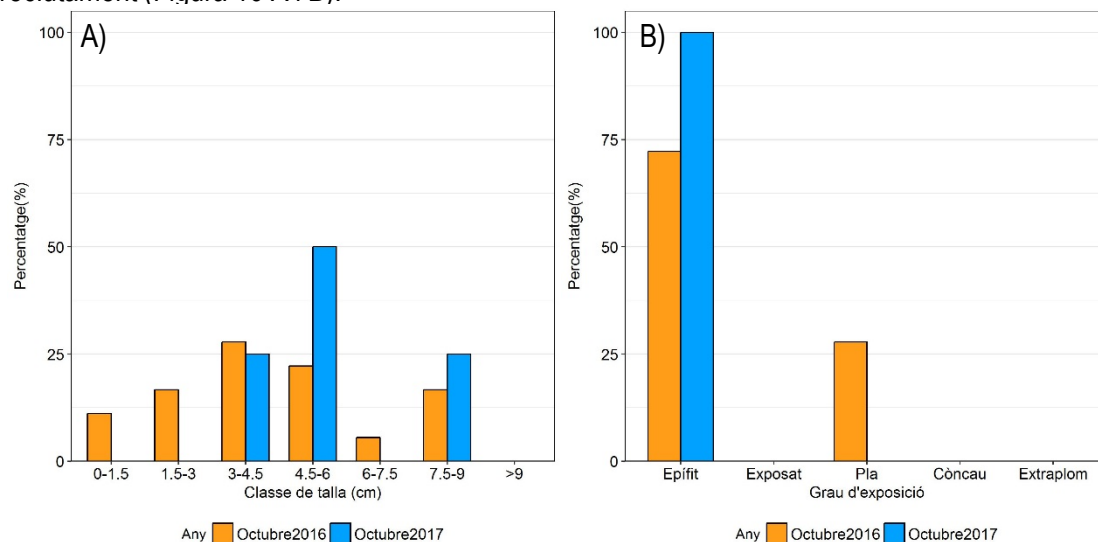 A)
100
75
50
25
0
Percentatge(%)
0-1.5 1.5-3 3-4.5 4.5-6 6-7.5 7.5-9 >9
Classe de talla (cm)
Any Octubre2016 Octubre2017
B)
100
75
50
25
0
Percentatge(%)
Epífit Exposat Pla Còncau Extraplom
Grau d'exposició
Any Octubre2016 Octubre2017